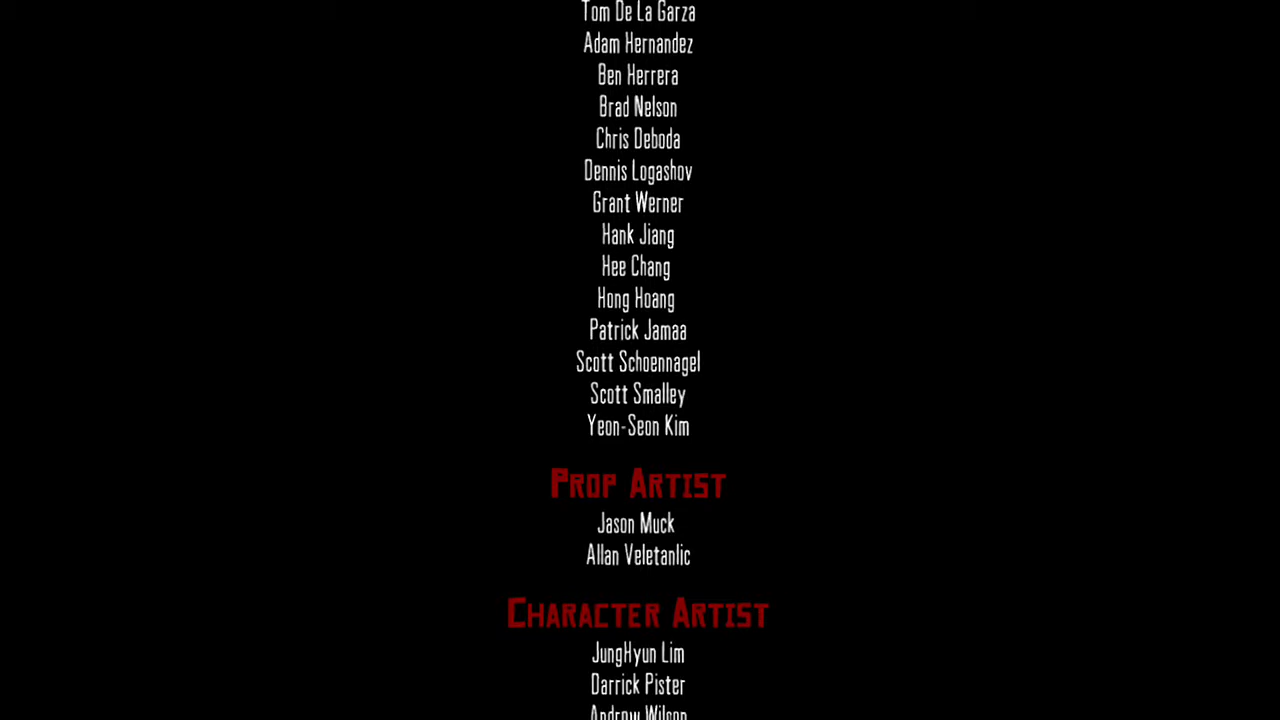 Tom De La Garza
Adam Hernandez
Ben Herrera
Brad Nelson
Chris Deboda
Dennis Logashov
Grant Werner
Hank Jiang
Hee Chang
Hong Hoang
Patrick Jamaa
Scott Schoennagel
Scott Smalley
Yeon-Seon Kim
Prop Artist
Jason Muck
Allan Veletanlic
Character Artist
JungHyun Lim
Darrick Pister
Andrew Wilson